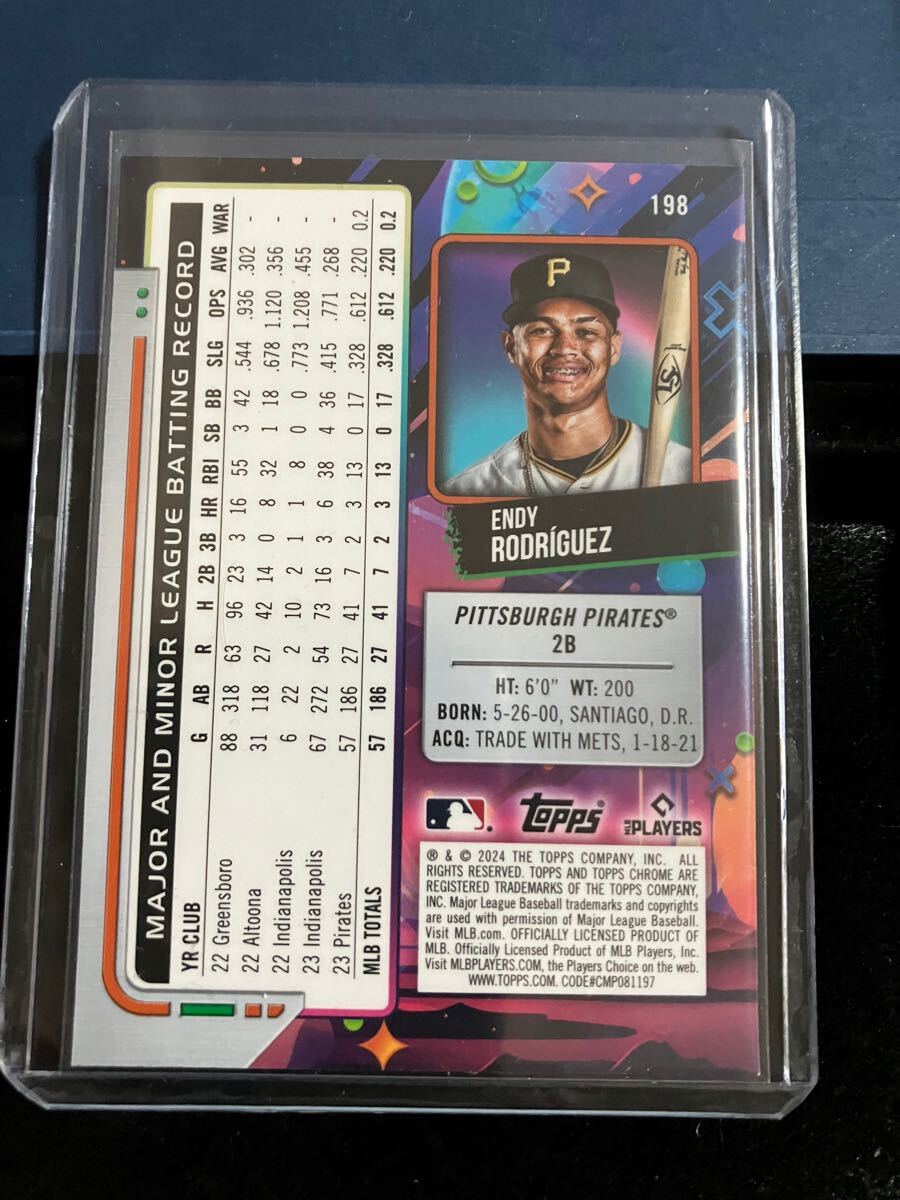 198
P
ENDY
RODRÍGUEZ
PITTSBURGH PIRATES®
2B
HT: 6'0" WT: 200
BORN: 5-26-00, SANTIAGO, D.R.
ACQ: TRADE WITH METS, 1-18-21
topps®
MLB PLAYERS
® & © 2024 THE TOPPS COMPANY, INC. ALL
RIGHTS RESERVED. TOPPS AND TOPPS CHROME ARE
REGISTERED TRADEMARKS OF THE TOPPS COMPANY,
INC. Major League Baseball trademarks and copyrights
are used with permission of Major League Baseball.
Visit MLB.com. OFFICIALLY LICENSED PRODUCT OF
MLB. Officially Licensed Product of MLB Players, Inc.
Visit MLBPLAYERS.COM, the Players Choice on the web.
WWW.TOPPS.COM. CODE#CMP081197
MAJOR AND MINOR LEAGUE BATTING RECORD
YR CLUB G AB R H 2B 3B HR RBI SB BB SLG OPS AVG WAR
22 Greensboro 88 318 63 96 23 3 16 55 3 42 .544 .936 .302 -
22 Altoona 31 118 27 42 14 0 8 32 1 18 .678 1.120 .356 -
22 Indianapolis 6 22 2 10 2 1 1 8 0 0 .773 1.208 .455 -
23 Indianapolis 67 272 54 73 16 3 6 38 4 36 .415 .771 .268 -
23 Pirates 57 186 27 41 7 2 3 13 0 17 .328 .612 .220 0.2
MLB TOTALS 57 186 27 41 7 2 3 13 0 17 .328 .612 .220 0.2